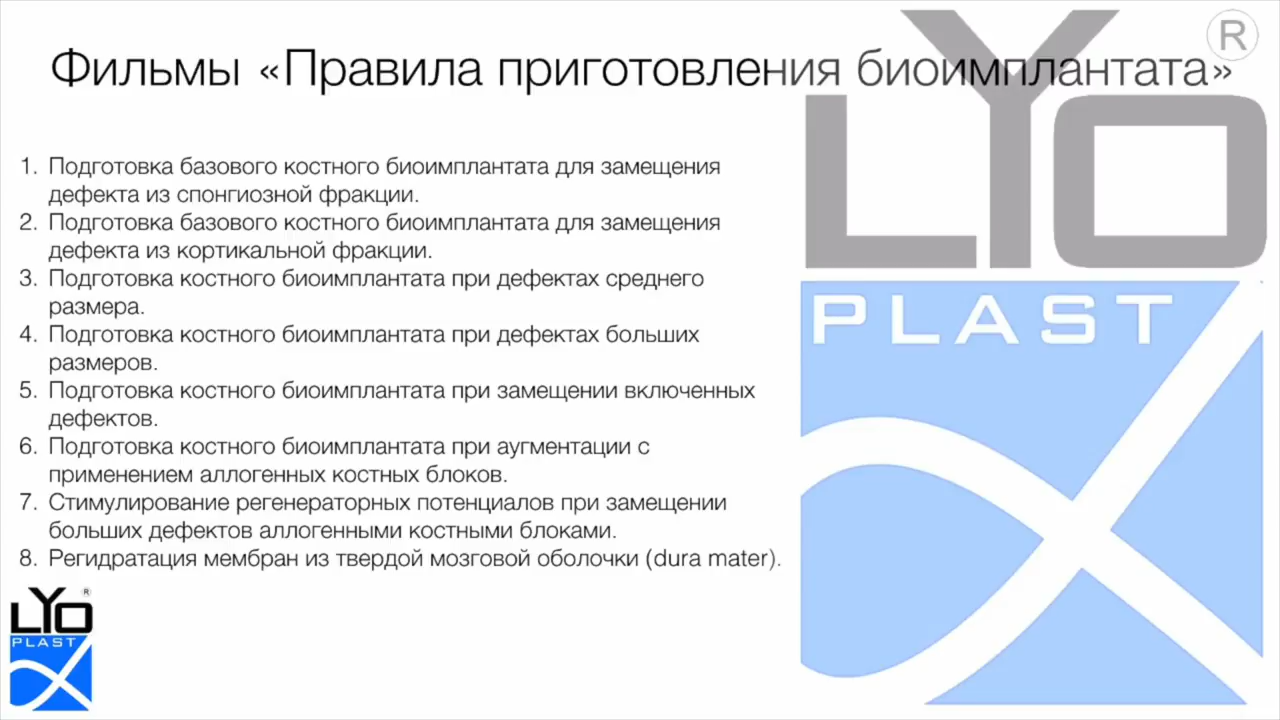 Фильмы «Правила приготовления биоимплантата»
LYO
®
PLAST
1. Подготовка базового костного биоимплантата для замещения
дефекта из спонгиозной фракции.
2. Подготовка базового костного биоимплантата для замещения
дефекта из кортикальной фракции.
3. Подготовка костного биоимплантата при дефектах среднего
размера.
4. Подготовка костного биоимплантата при дефектах больших
размеров.
5. Подготовка костного биоимплантата при замещении включенных
дефектов.
6. Подготовка костного биоимплантата при аугментации с
применением аллогенных костных блоков.
7. Стимулирование регенераторных потенциалов при замещении
больших дефектов аллогенными костными блоками.
8. Регидратация мембран из твердой мозговой оболочки (dura mater).
LYO ®
PLAST